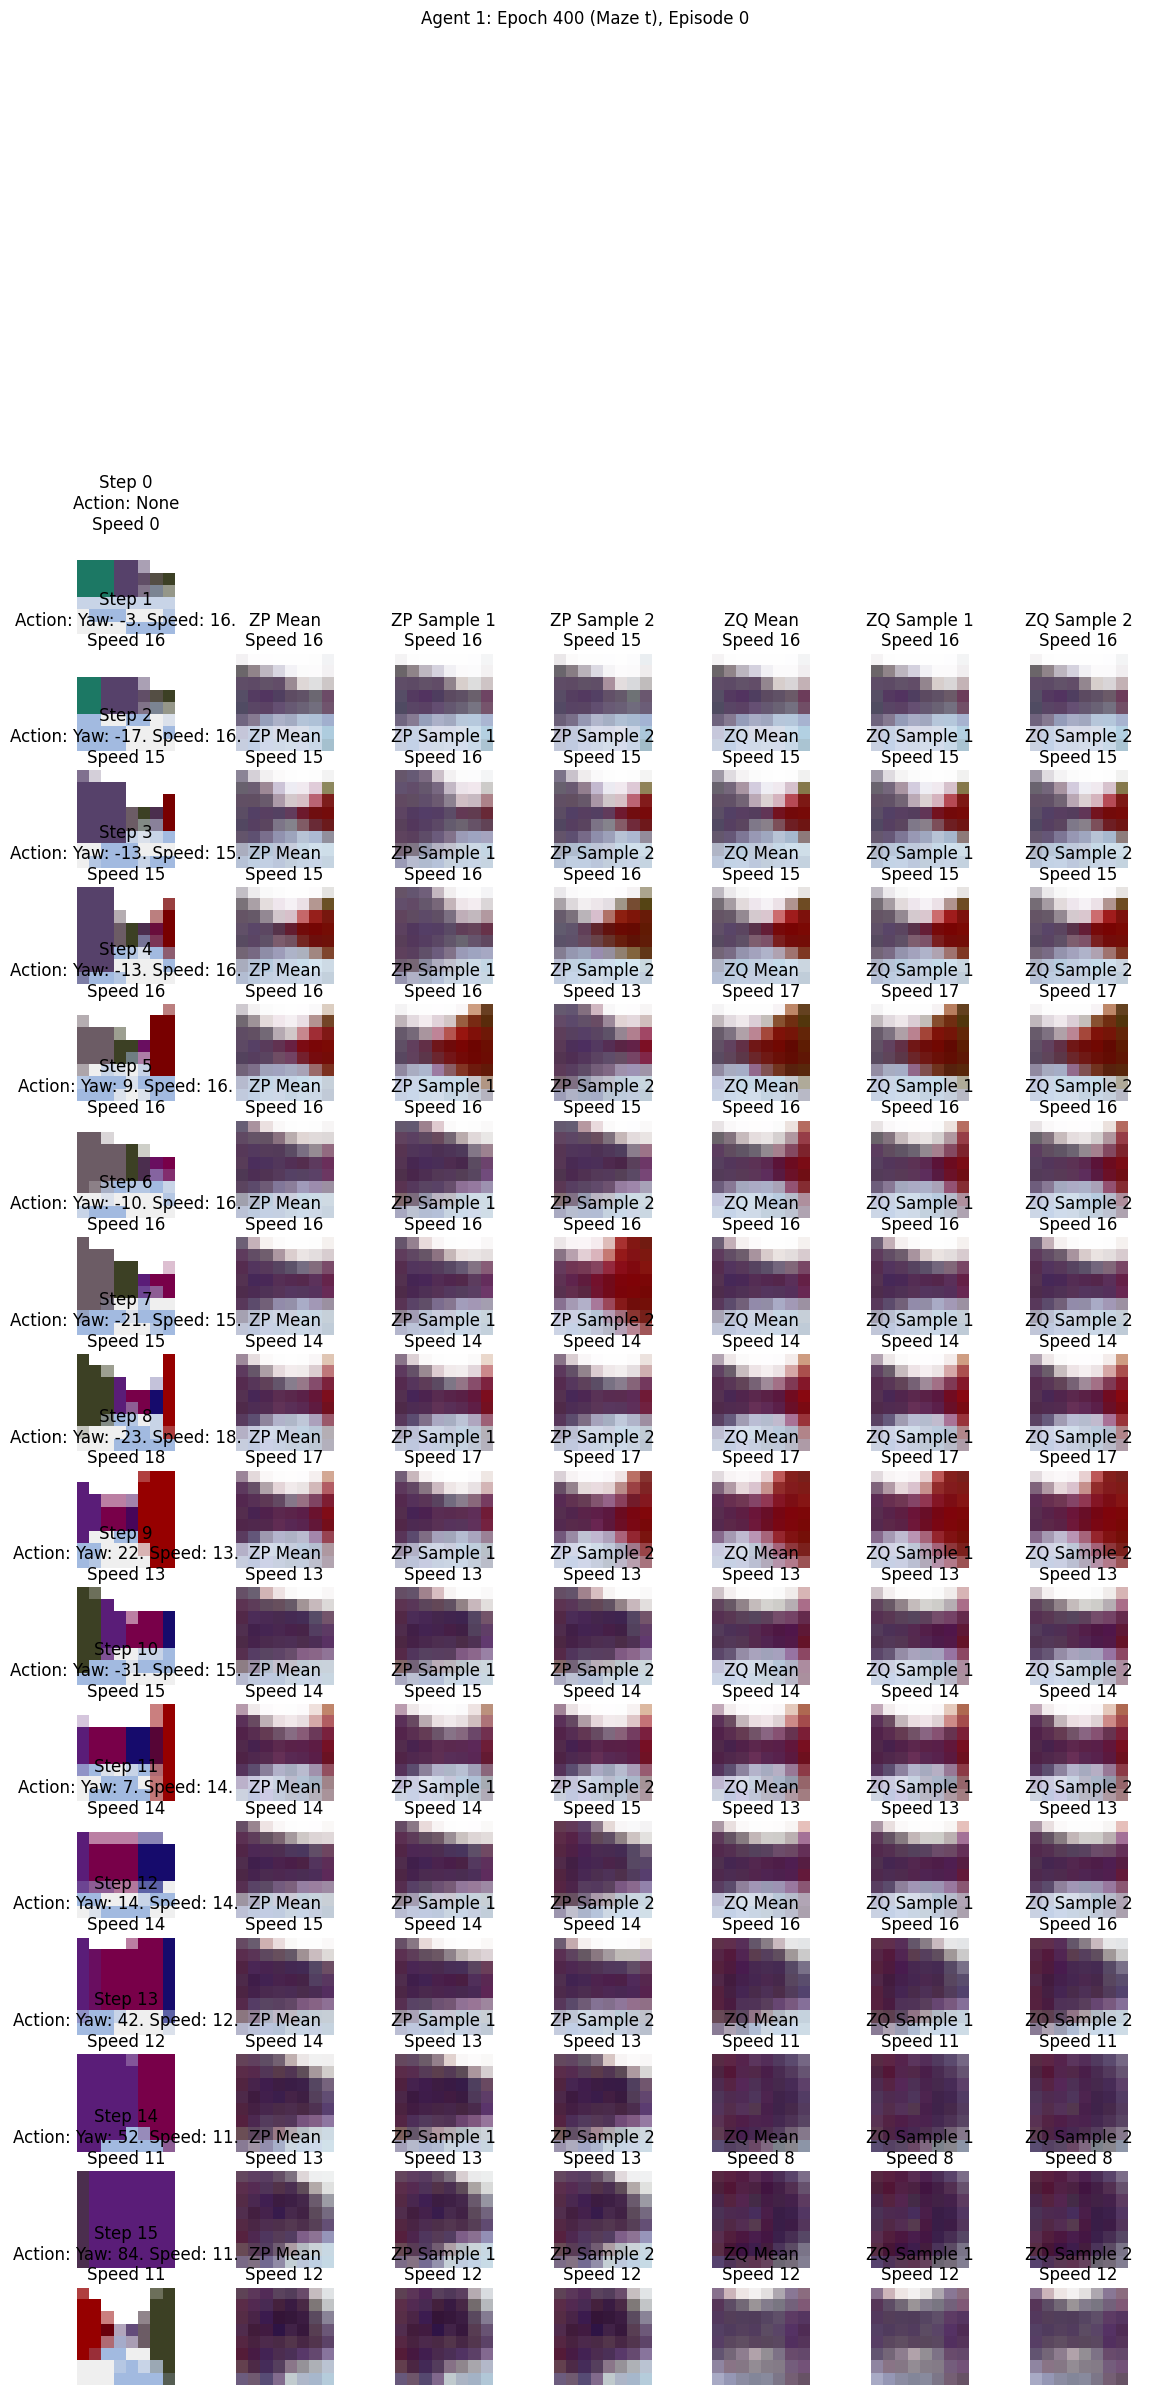 Agent 1: Epoch 400 (Maze t), Episode 0
Step 0
Action: None
Speed 0
Step 1
Action: Yaw: -3. Speed: 16. ZP Mean ZP Sample 1 ZP Sample 2 ZQ Mean ZQ Sample 1 ZQ Sample 2
Speed 16 Speed 16 Speed 16 Speed 15 Speed 16 Speed 16 Speed 16
Step 2
Action: Yaw: -17. Speed: 16. ZP Mean ZP Sample 1 ZP Sample 2 ZQ Mean ZQ Sample 1 ZQ Sample 2
Speed 15 Speed 15 Speed 16 Speed 15 Speed 15 Speed 15 Speed 15
Step 3
Action: Yaw: -13. Speed: 15. ZP Mean ZP Sample 1 ZP Sample 2 ZQ Mean ZQ Sample 1 ZQ Sample 2
Speed 15 Speed 15 Speed 16 Speed 16 Speed 15 Speed 15 Speed 15
Step 4
Action: Yaw: -13. Speed: 16. ZP Mean ZP Sample 1 ZP Sample 2 ZQ Mean ZQ Sample 1 ZQ Sample 2
Speed 16 Speed 16 Speed 16 Speed 13 Speed 17 Speed 17 Speed 17
Step 5
Action: Yaw: 9. Speed: 16. ZP Mean ZP Sample 1 ZP Sample 2 ZQ Mean ZQ Sample 1 ZQ Sample 2
Speed 16 Speed 16 Speed 16 Speed 15 Speed 16 Speed 16 Speed 16
Step 6
Action: Yaw: -10. Speed: 16. ZP Mean ZP Sample 1 ZP Sample 2 ZQ Mean ZQ Sample 1 ZQ Sample 2
Speed 16 Speed 16 Speed 16 Speed 16 Speed 16 Speed 16 Speed 16
Step 7
Action: Yaw: -21. Speed: 15. ZP Mean ZP Sample 1 ZP Sample 2 ZQ Mean ZQ Sample 1 ZQ Sample 2
Speed 15 Speed 14 Speed 14 Speed 14 Speed 14 Speed 14 Speed 14
Step 8
Action: Yaw: -23. Speed: 18. ZP Mean ZP Sample 1 ZP Sample 2 ZQ Mean ZQ Sample 1 ZQ Sample 2
Speed 18 Speed 17 Speed 17 Speed 17 Speed 17 Speed 17 Speed 17
Step 9
Action: Yaw: 22. Speed: 13. ZP Mean ZP Sample 1 ZP Sample 2 ZQ Mean ZQ Sample 1 ZQ Sample 2
Speed 13 Speed 13 Speed 13 Speed 13 Speed 13 Speed 13 Speed 13
Step 10
Action: Yaw: -31. Speed: 15. ZP Mean ZP Sample 1 ZP Sample 2 ZQ Mean ZQ Sample 1 ZQ Sample 2
Speed 15 Speed 14 Speed 15 Speed 14 Speed 14 Speed 14 Speed 14
Step 11
Action: Yaw: 7. Speed: 14. ZP Mean ZP Sample 1 ZP Sample 2 ZQ Mean ZQ Sample 1 ZQ Sample 2
Speed 14 Speed 14 Speed 14 Speed 15 Speed 13 Speed 13 Speed 13
Step 12
Action: Yaw: 14. Speed: 14. ZP Mean ZP Sample 1 ZP Sample 2 ZQ Mean ZQ Sample 1 ZQ Sample 2
Speed 14 Speed 15 Speed 14 Speed 14 Speed 16 Speed 16 Speed 16
Step 13
Action: Yaw: 42. Speed: 12. ZP Mean ZP Sample 1 ZP Sample 2 ZQ Mean ZQ Sample 1 ZQ Sample 2
Speed 12 Speed 14 Speed 13 Speed 13 Speed 11 Speed 11 Speed 11
Step 14
Action: Yaw: 52. Speed: 11. ZP Mean ZP Sample 1 ZP Sample 2 ZQ Mean ZQ Sample 1 ZQ Sample 2
Speed 11 Speed 13 Speed 13 Speed 13 Speed 8 Speed 8 Speed 8
Step 15
Action: Yaw: 84. Speed: 11. ZP Mean ZP Sample 1 ZP Sample 2 ZQ Mean ZQ Sample 1 ZQ Sample 2
Speed 11 Speed 12 Speed 12 Speed 12 Speed 12 Speed 12 Speed 12